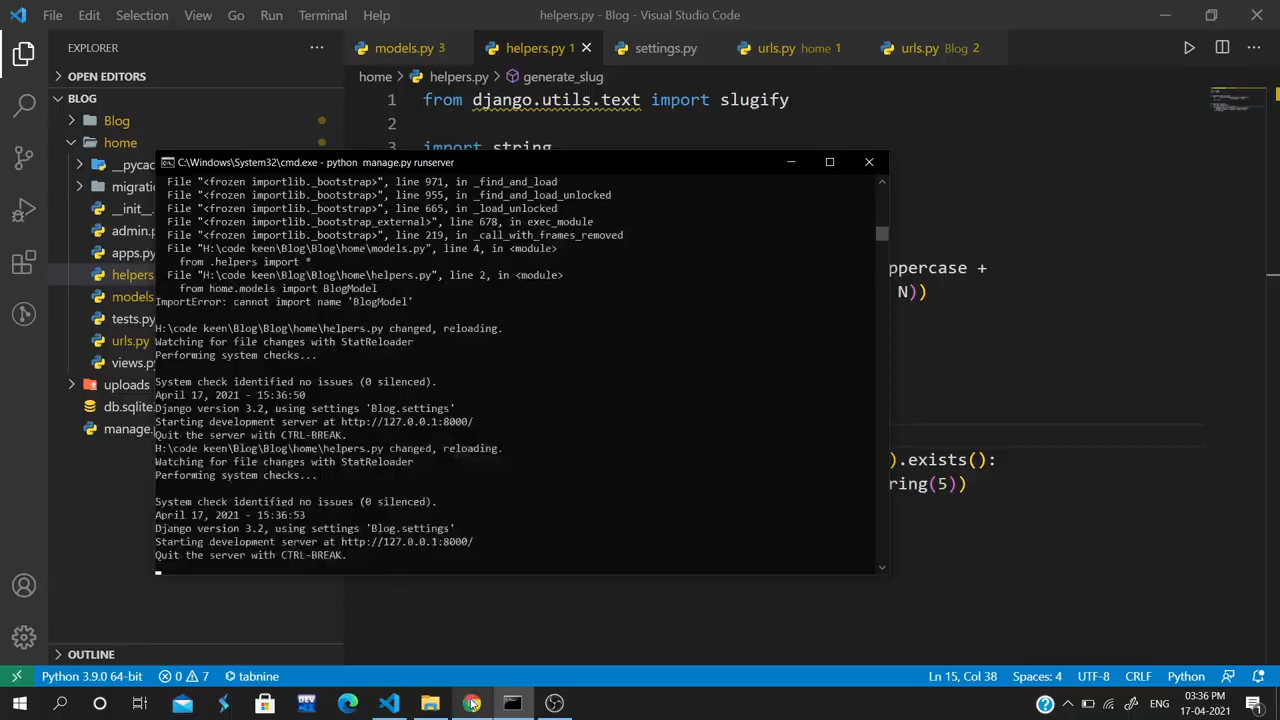 File Edit Selection View Go Run Terminal Help helpers.py - Blog - Visual Studio Code
EXPLORER
models.py 3 helpers.py 1 settings.py urls.py home 1 urls.py Blog 2
OPEN EDITORS
home > helpers.py > generate_slug
BLOG
1 from django.utils.text import slugify
Blog
2
home
3 import string
C:\Windows\System32\cmd.exe - python manage.py runserver
__pycac
migration
__init__.
admin.p
apps.py
helpers
models
tests.py
urls.py
views.p
uploads
db.sqlite
manage.
File "<frozen importlib._bootstrap>", line 971, in _find_and_load
File "<frozen importlib._bootstrap>", line 955, in _find_and_load_unlocked
File "<frozen importlib._bootstrap>", line 665, in _load_unlocked
File "<frozen importlib._bootstrap_external>", line 678, in exec_module
File "<frozen importlib._bootstrap>", line 219, in _call_with_frames_removed
File "H:\code keen\Blog\Blog\home\models.py", line 4, in <module>
from .helpers import *
File "H:\code keen\Blog\Blog\home\helpers.py", line 2, in <module>
from home.models import BlogModel
ImportError: cannot import name 'BlogModel'
H:\code keen\Blog\Blog\home\helpers.py changed, reloading.
Watching for file changes with StatReloader
Performing system checks...
System check identified no issues (0 silenced).
April 17, 2021 - 15:36:50
Django version 3.2, using settings 'Blog.settings'
Starting development server at http://127.0.0.1:8000/
Quit the server with CTRL-BREAK.
H:\code keen\Blog\Blog\home\helpers.py changed, reloading.
Watching for file changes with StatReloader
Performing system checks...
System check identified no issues (0 silenced).
April 17, 2021 - 15:36:53
Django version 3.2, using settings 'Blog.settings'
Starting development server at http://127.0.0.1:8000/
Quit the server with CTRL-BREAK.
ppercase +
N))
).exists():
ring(5))
OUTLINE
Python 3.9.0 64-bit 0 7 tabnine Ln 15, Col 38 Spaces: 4 UTF-8 CRLF Python
DEV
ENG
03:36 PM
17-04-2021
1